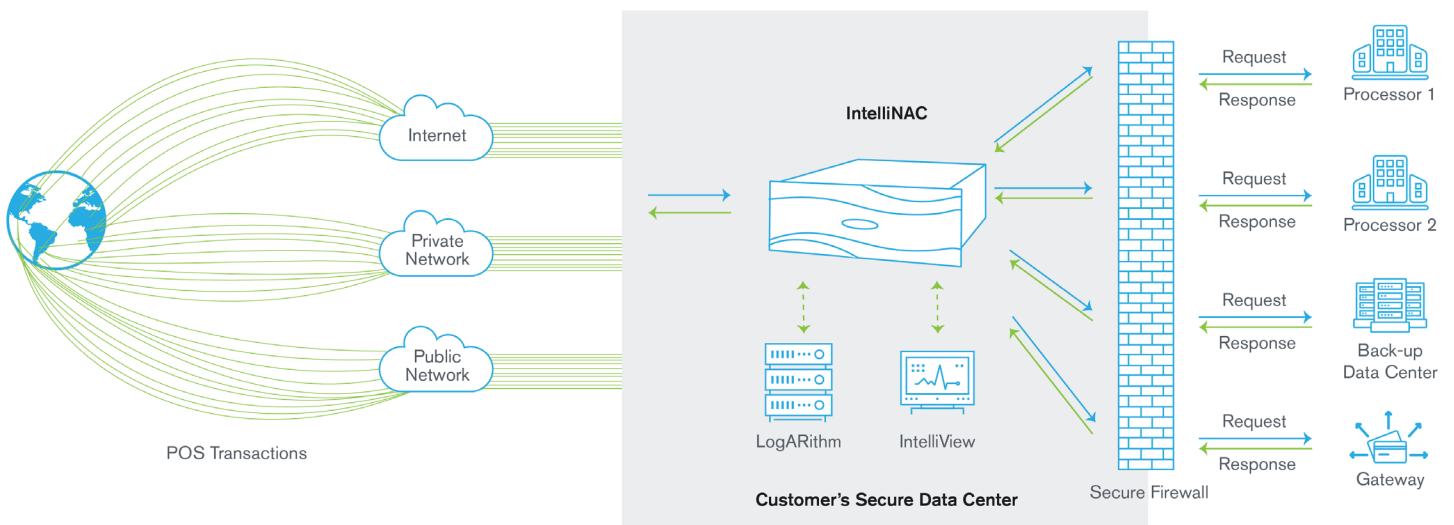 Internet
Private
Network
Public
Network
POS Transactions
IntelliNAC
LogARithm
IntelliView
Customer's Secure Data Center
Secure Firewall
Request
Response
Processor 1
Request
Response
Processor 2
Request
Response
Back-up
Data Center
Request
Response
Gateway